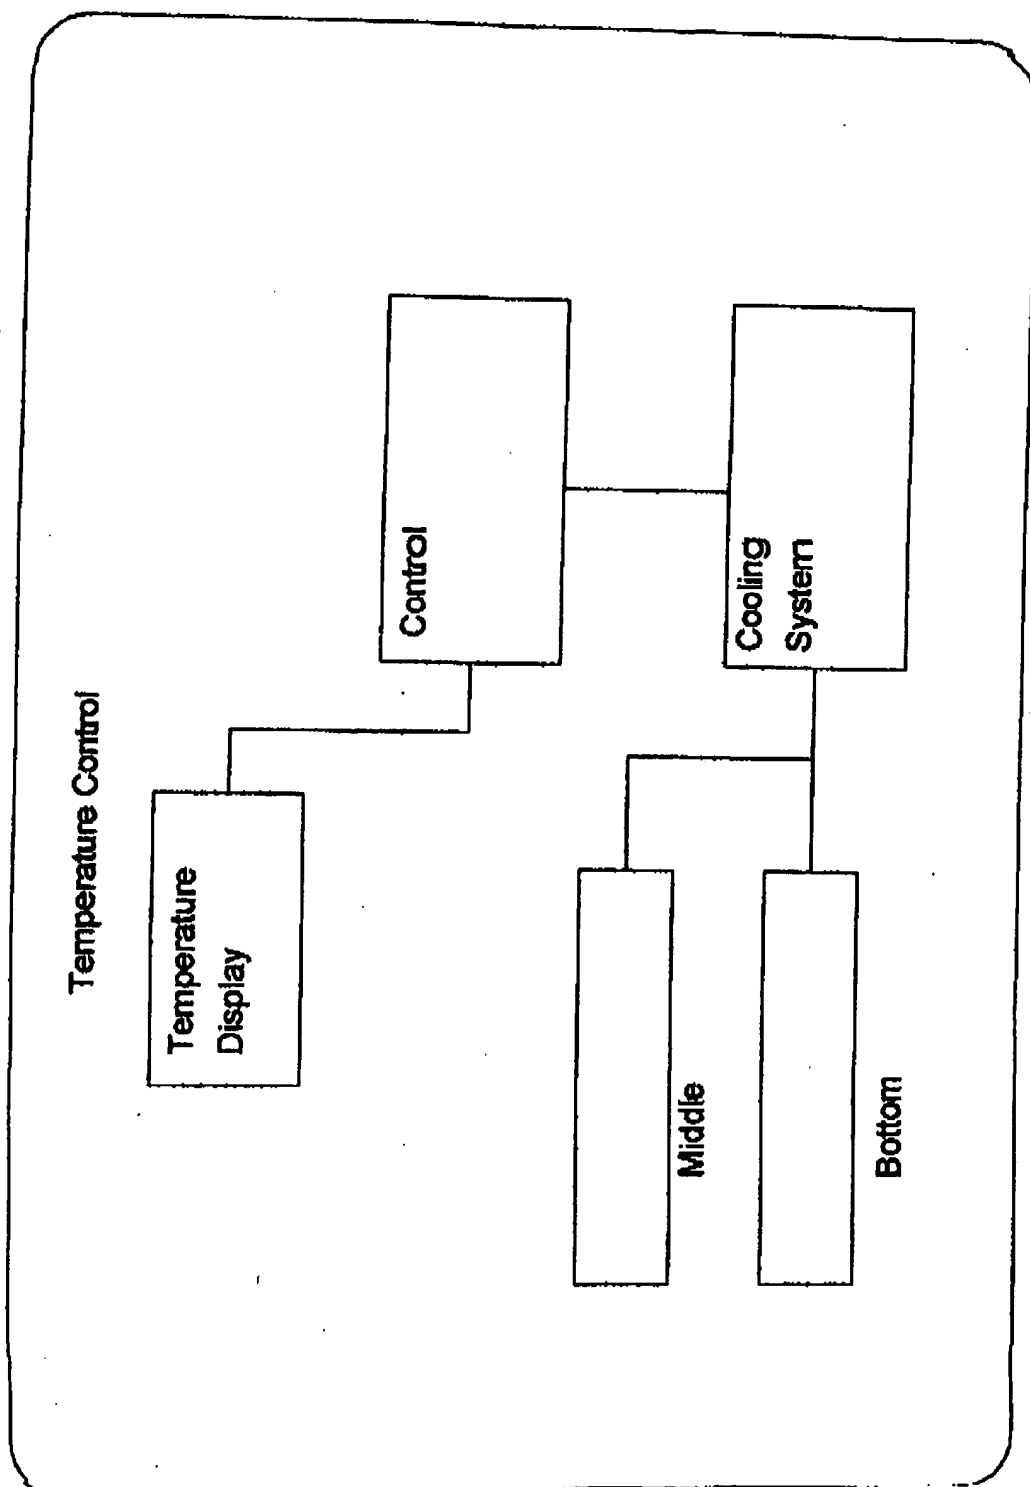 Temperature Control
Temperature
Display
Control
Middle
Cooling
System
Bottom